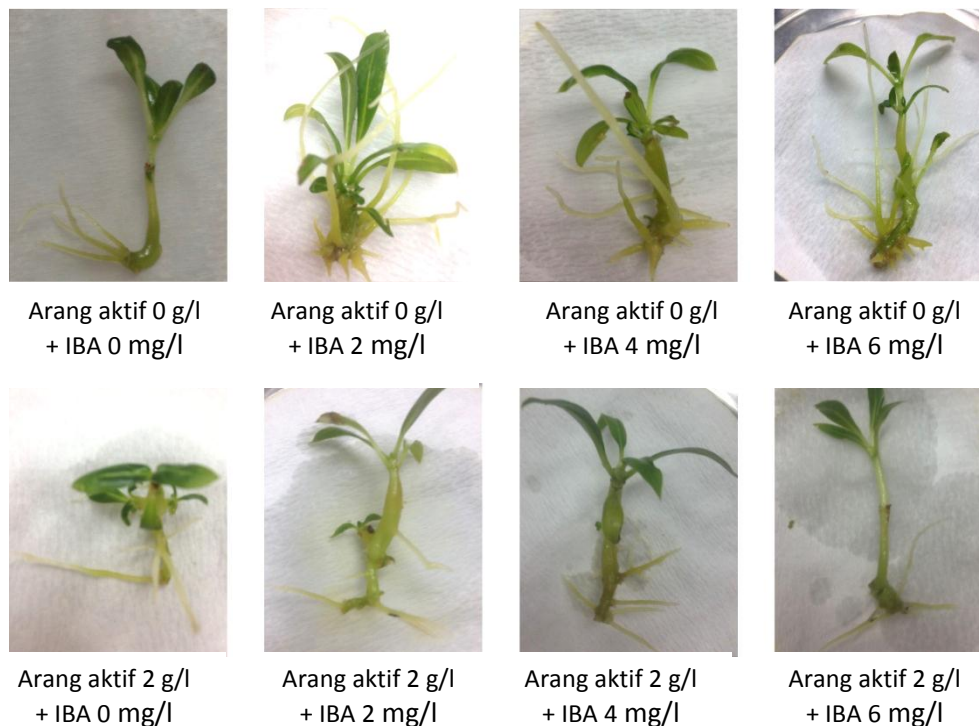 Arang aktif 0 g/l
+ IBA 0 mg/l
Arang aktif 0 g/l
+ IBA 2 mg/l
Arang aktif 0 g/l
+ IBA 4 mg/l
Arang aktif 0 g/l
+ IBA 6 mg/l
Arang aktif 2 g/l
+ IBA 0 mg/l
Arang aktif 2 g/l
+ IBA 2 mg/l
Arang aktif 2 g/l
+ IBA 4 mg/l
Arang aktif 2 g/l
+ IBA 6 mg/l